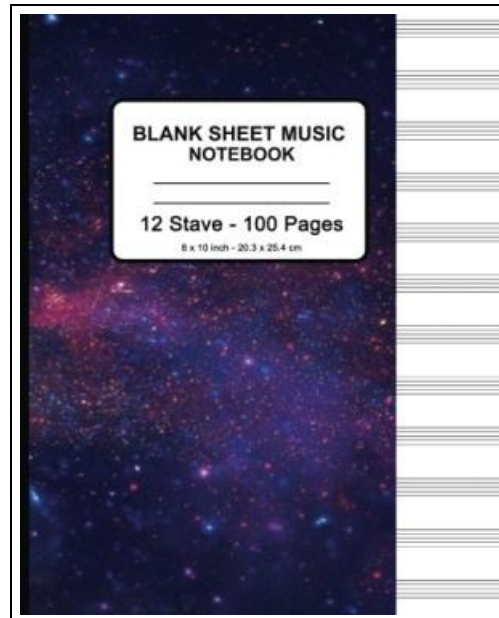 BLANK SHEET MUSIC
NOTEBOOK
12 Stave - 100 Pages
8 x 10 inch - 20.3 x 25.4 cm